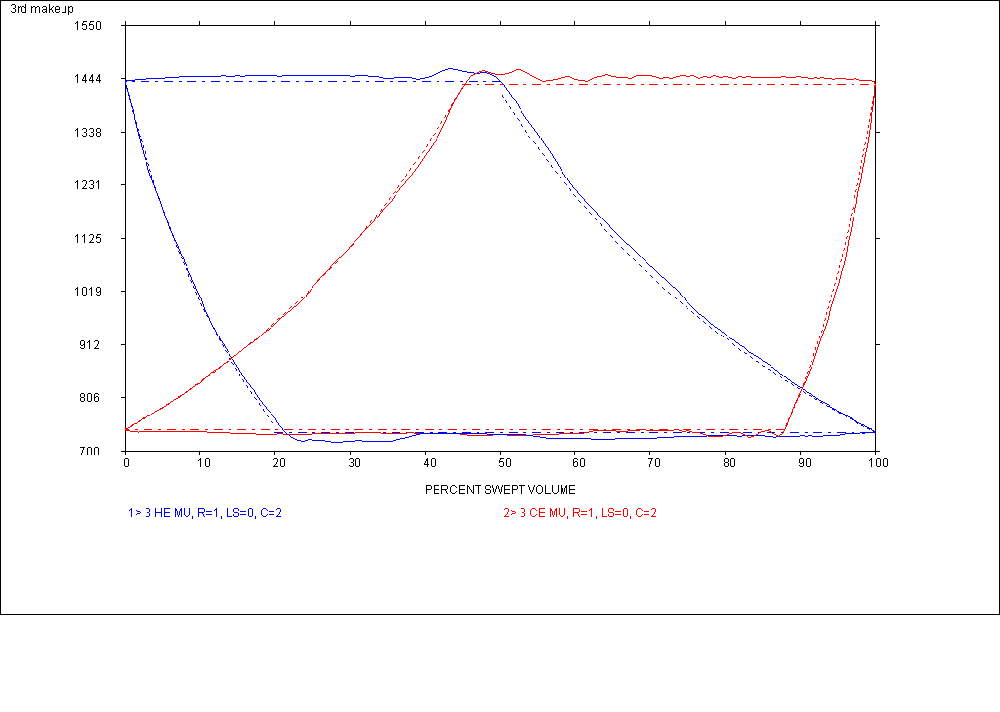 3rd makeup
1550
1444
1338
1231
1125
1019
912
806
700
0 10 20 30 40 50 60 70 80 90 100
PERCENT SWEPT VOLUME
1> 3 HE MU, R=1, LS=0, C=2 2> 3 CE MU, R=1, LS=0, C=2